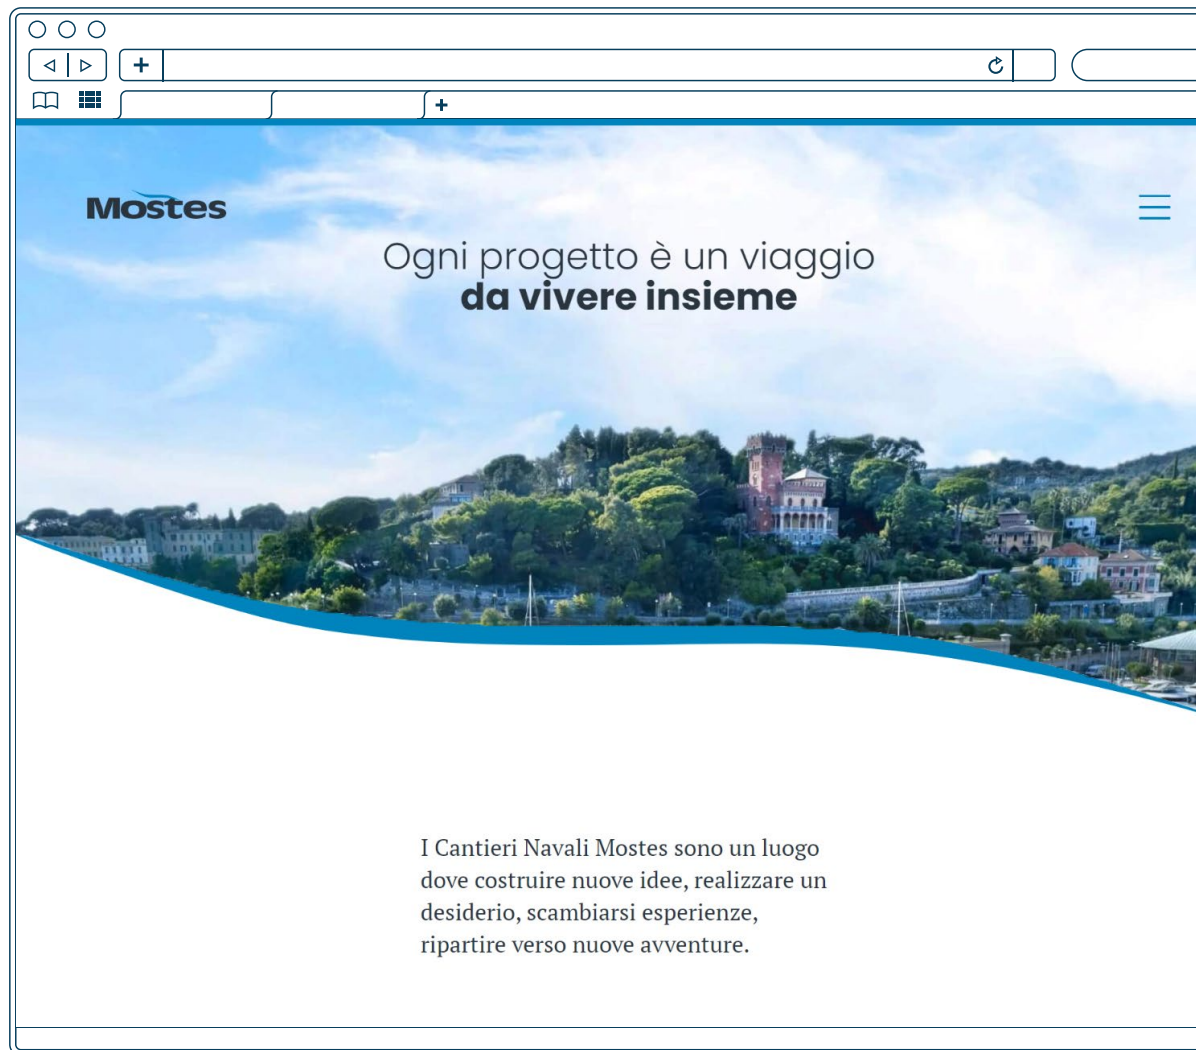 Mostes
Ogni progetto è un viaggio
da vivere insieme
I Cantieri Navali Mostes sono un luogo
dove costruire nuove idee, realizzare un
desiderio, scambiarsi esperienze,
ripartire verso nuove avventure.